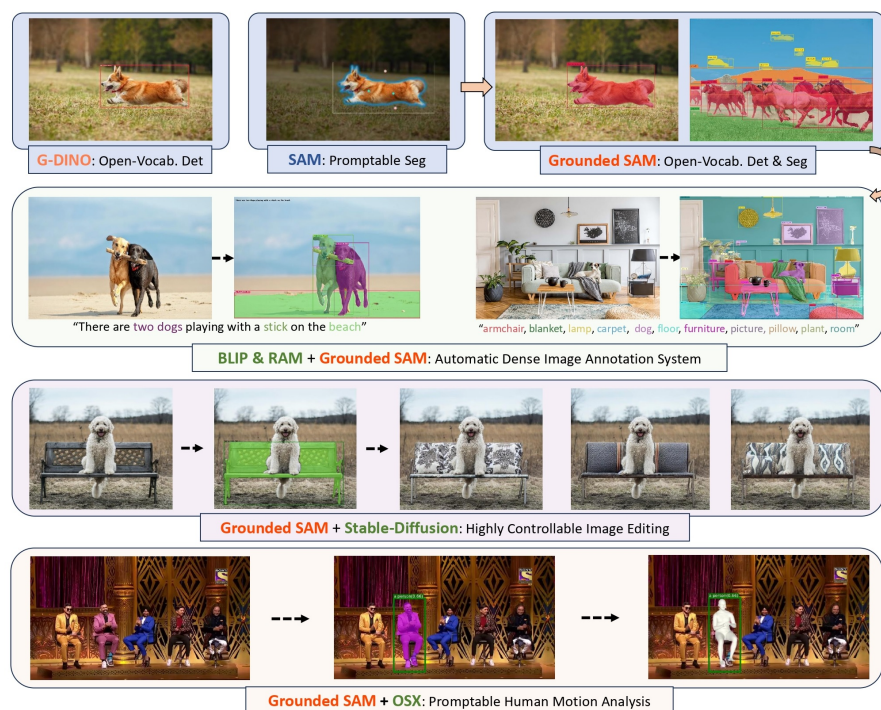 G-DINO: Open-Vocab. Det
SAM: Promptable Seg
Grounded SAM: Open-Vocab. Det & Seg
“There are two dogs playing with a stick on the beach”
“armchair, blanket, lamp, carpet, dog, floor, furniture, picture, pillow, plant, room”
BLIP & RAM + Grounded SAM: Automatic Dense Image Annotation System
Grounded SAM + Stable-Diffusion: Highly Controllable Image Editing
Grounded SAM + OSX: Promptable Human Motion Analysis